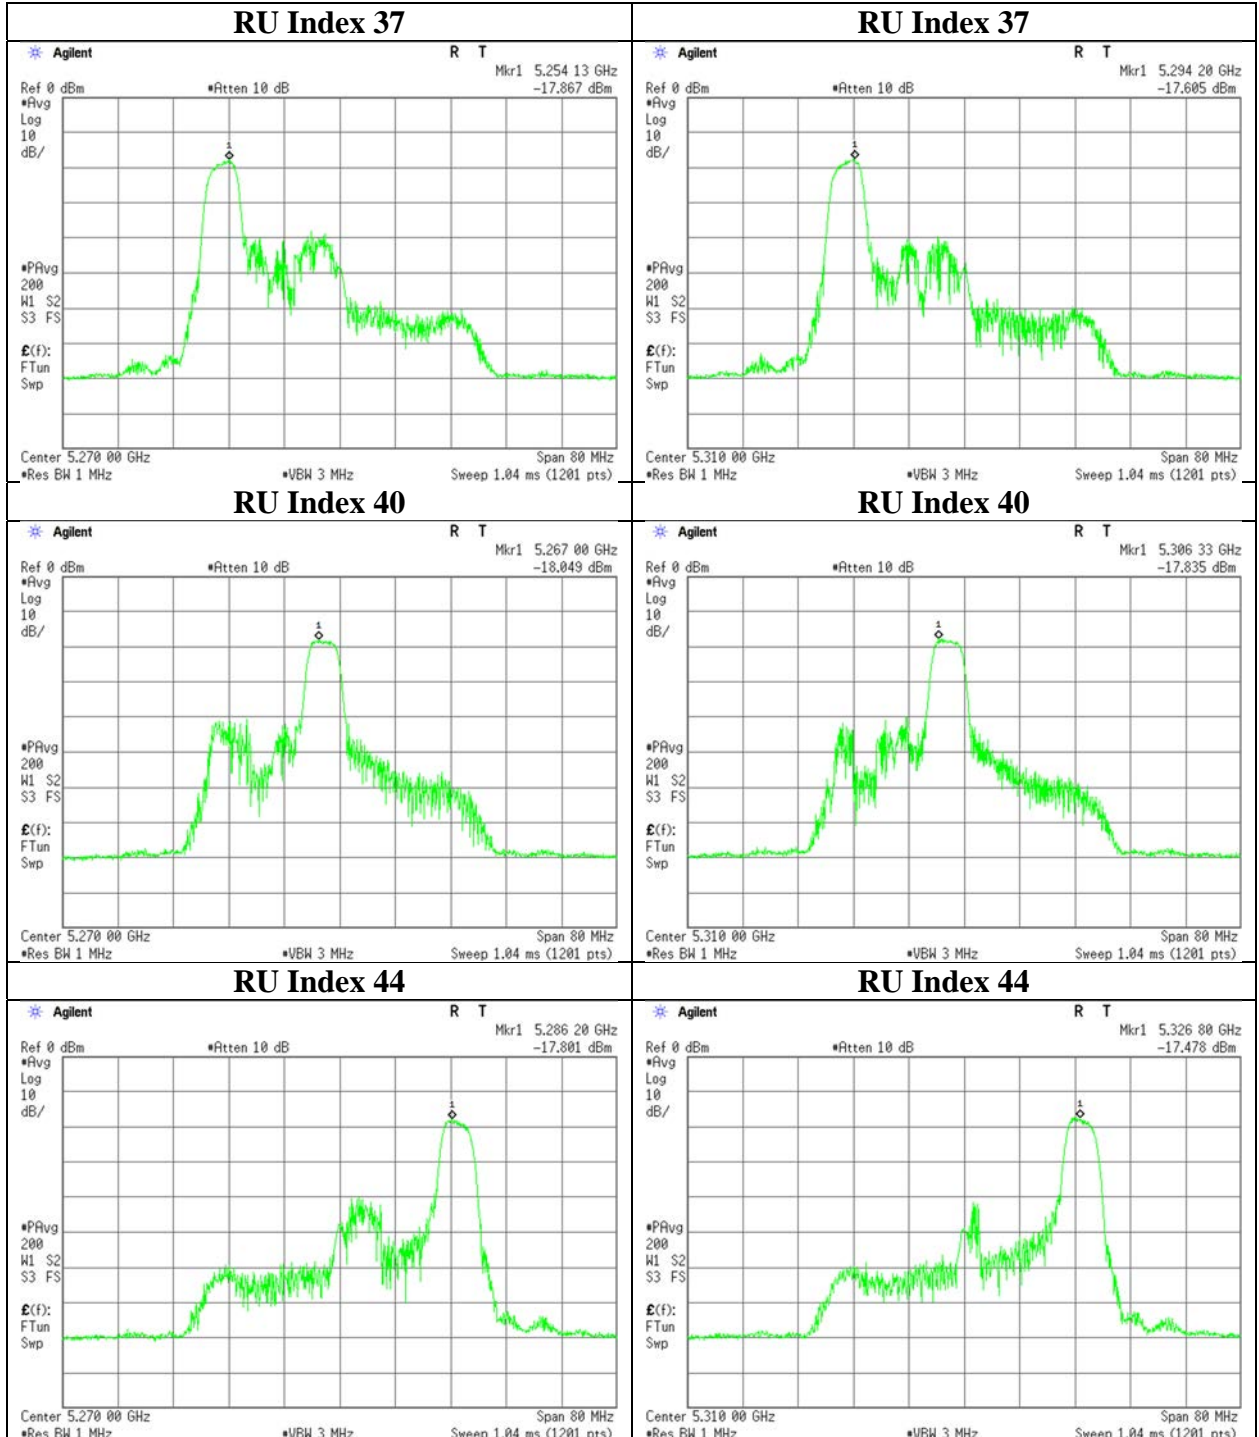 RU Index 37
RU Index 37
Agilent R T
Mkr1 5.254 13 GHz
Ref 0 dBm #Atten 10 dB -17.867 dBm
#Avg
Log
10
dB/
1
#PAvg
200
W1 S2
S3 FS
£(f):
FTun
Swp
Center 5.270 00 GHz Span 80 MHz
#Res BW 1 MHz #VBW 3 MHz Sweep 1.04 ms (1201 pts)
Agilent R T
Mkr1 5.294 20 GHz
Ref 0 dBm #Atten 10 dB -17.605 dBm
#Avg
Log
10
dB/
1
#PAvg
200
W1 S2
S3 FS
£(f):
FTun
Swp
Center 5.310 00 GHz Span 80 MHz
#Res BW 1 MHz #VBW 3 MHz Sweep 1.04 ms (1201 pts)
RU Index 40
RU Index 40
Agilent R T
Mkr1 5.267 00 GHz
Ref 0 dBm #Atten 10 dB -18.049 dBm
#Avg
Log
10
dB/
1
#PAvg
200
W1 S2
S3 FS
£(f):
FTun
Swp
Center 5.270 00 GHz Span 80 MHz
#Res BW 1 MHz #VBW 3 MHz Sweep 1.04 ms (1201 pts)
Agilent R T
Mkr1 5.306 33 GHz
Ref 0 dBm #Atten 10 dB -17.835 dBm
#Avg
Log
10
dB/
1
#PAvg
200
W1 S2
S3 FS
£(f):
FTun
Swp
Center 5.310 00 GHz Span 80 MHz
#Res BW 1 MHz #VBW 3 MHz Sweep 1.04 ms (1201 pts)
RU Index 44
RU Index 44
Agilent R T
Mkr1 5.286 20 GHz
Ref 0 dBm #Atten 10 dB -17.801 dBm
#Avg
Log
10
dB/
1
#PAvg
200
W1 S2
S3 FS
£(f):
FTun
Swp
Center 5.270 00 GHz Span 80 MHz
#Res BW 1 MHz #VBW 3 MHz Sweep 1.04 ms (1201 pts)
Agilent R T
Mkr1 5.326 80 GHz
Ref 0 dBm #Atten 10 dB -17.478 dBm
#Avg
Log
10
dB/
1
#PAvg
200
W1 S2
S3 FS
£(f):
FTun
Swp
Center 5.310 00 GHz Span 80 MHz
#Res BW 1 MHz #VBW 3 MHz Sweep 1.04 ms (1201 pts)